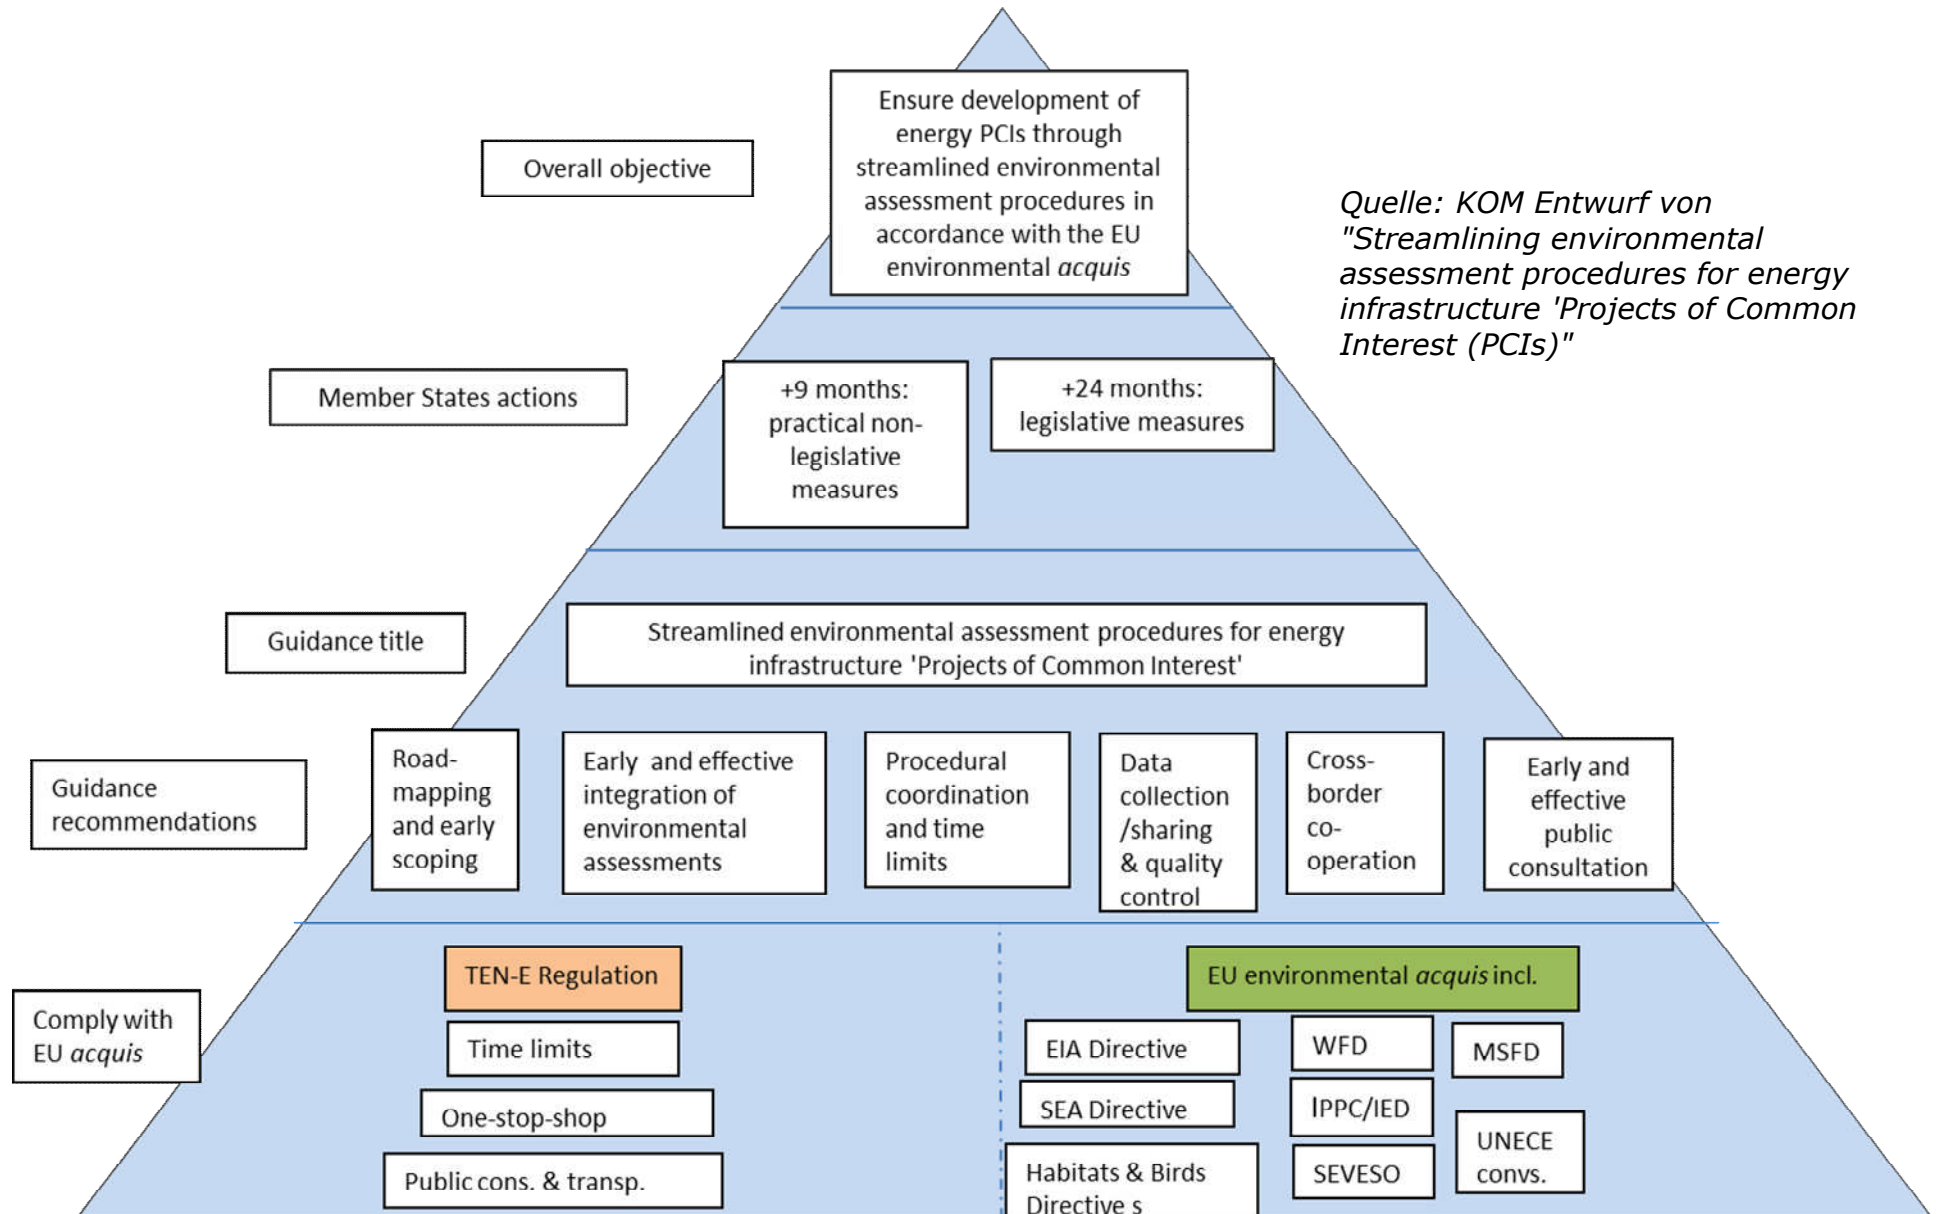 Ensure development of
energy PCIs through
streamlined environmental
assessment procedures in
accordance with the EU
environmental acquis
Overall objective
Quelle: KOM Entwurf von
"Streamlining environmental
assessment procedures for energy
infrastructure 'Projects of Common
Interest (PCIs)"
Member States actions
+9 months:
practical non-
legislative
measures
+24 months:
legislative measures
Guidance title
Streamlined environmental assessment procedures for energy
infrastructure 'Projects of Common Interest'
Guidance
recommendations
Road-
mapping
and early
scoping
Early and effective
integration of
environmental
assessments
Procedural
coordination
and time
limits
Data
collection
/sharing
& quality
control
Cross-
border
co-
operation
Early and
effective
public
consultation
Comply with
EU acquis
TEN-E Regulation
Time limits
One-stop-shop
Public cons. & transp.
EU environmental acquis incl.
EIA Directive
SEA Directive
Habitats & Birds
Directive s
WFD
IPPC/IED
SEVESO
MSFD
UNECE
convs.